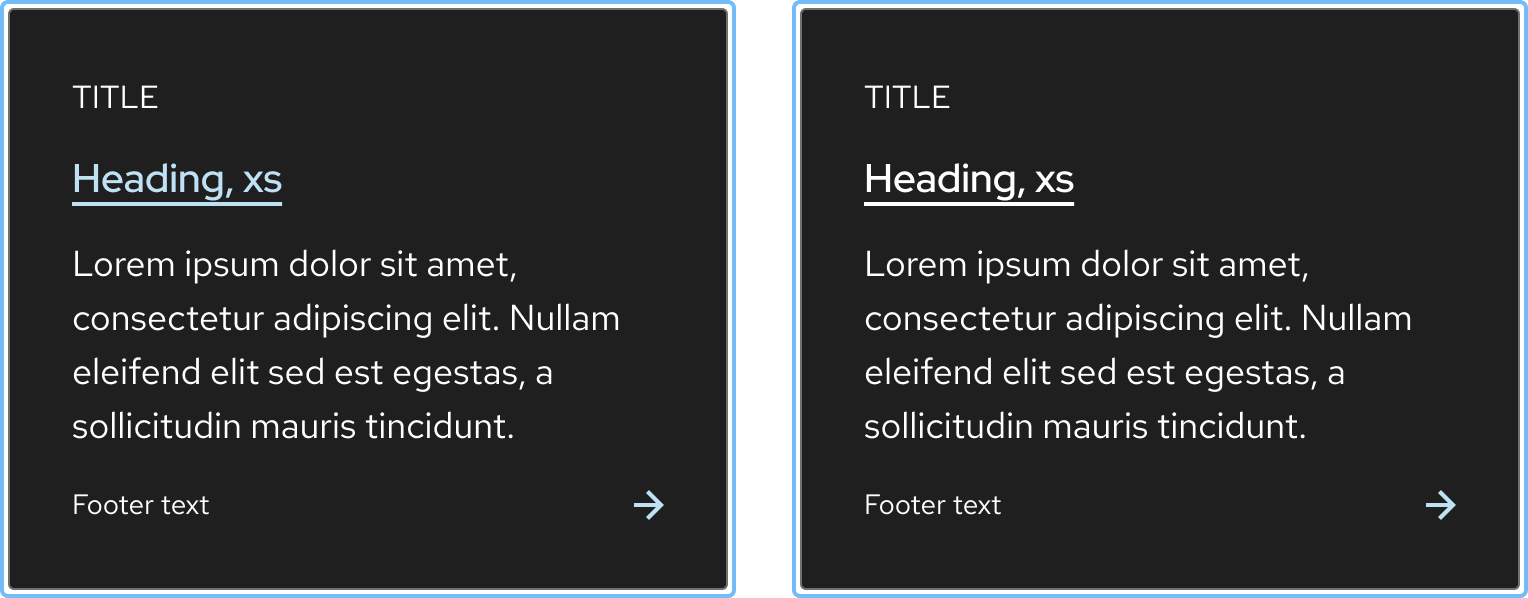 TITLE
Heading, xs
Lorem ipsum dolor sit amet,
consectetur adipiscing elit. Nullam
eleifend elit sed est egestas, a
sollicitudin mauris tincidunt.
Footer text
TITLE
Heading, xs
Lorem ipsum dolor sit amet,
consectetur adipiscing elit. Nullam
eleifend elit sed est egestas, a
sollicitudin mauris tincidunt.
Footer text